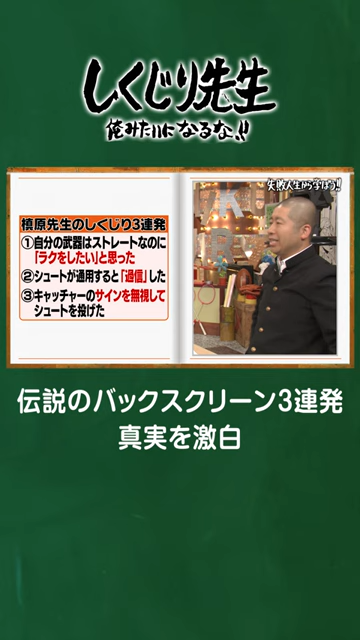 しくじり先生
俺みたいになるな!!
失敗人生から学ぼう!!
槙原先生のしくじり3連発
①自分の武器はストレートなのに
「ラクをしたい」と思った
②シュートが通用すると「過信」した
③キャッチャーのサインを無視して
シュートを投げた
伝説のバックスクリーン3連発
真実を激白